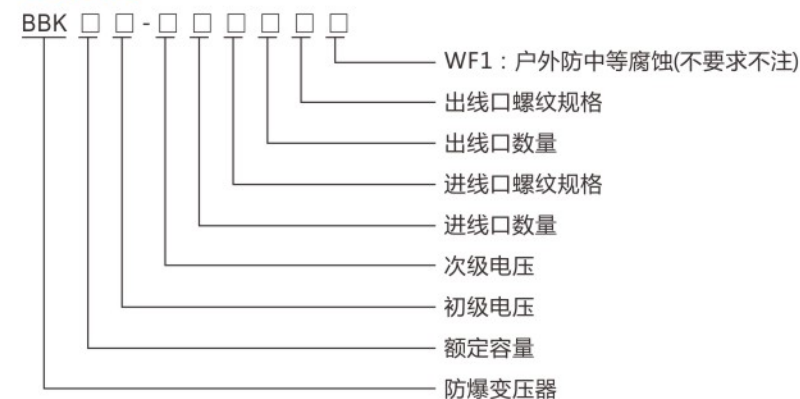 BBK □ □ - □ □ □ □ □ □
WF1：户外防中等腐蚀(不要求不注)
出线口螺纹规格
出线口数量
进线口螺纹规格
进线口数量
次级电压
初级电压
额定容量
防爆变压器